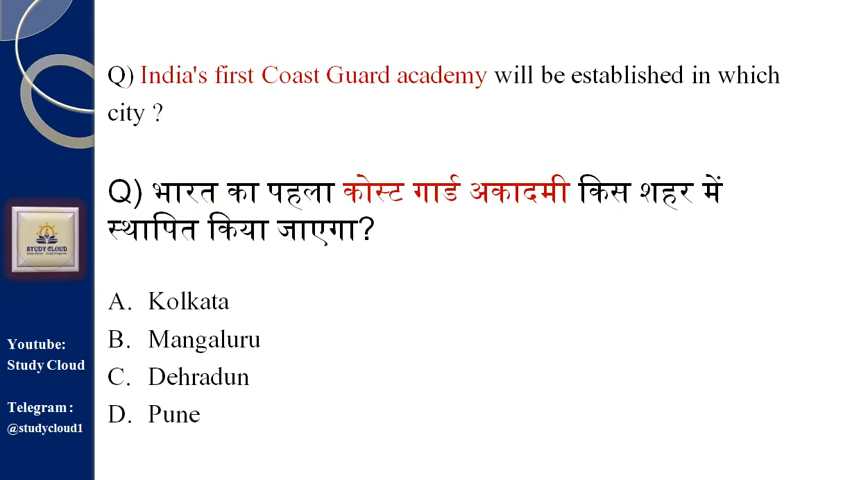 Q) India's first Coast Guard academy will be established in which
city ?
Q) भारत का पहला कोस्ट गार्ड अकादमी किस शहर में
स्थापित किया जाएगा?
STUDY CLOUD
A. Kolkata
B. Mangaluru
C. Dehradun
D. Pune
Youtube:
Study Cloud
Telegram :
@studycloud1